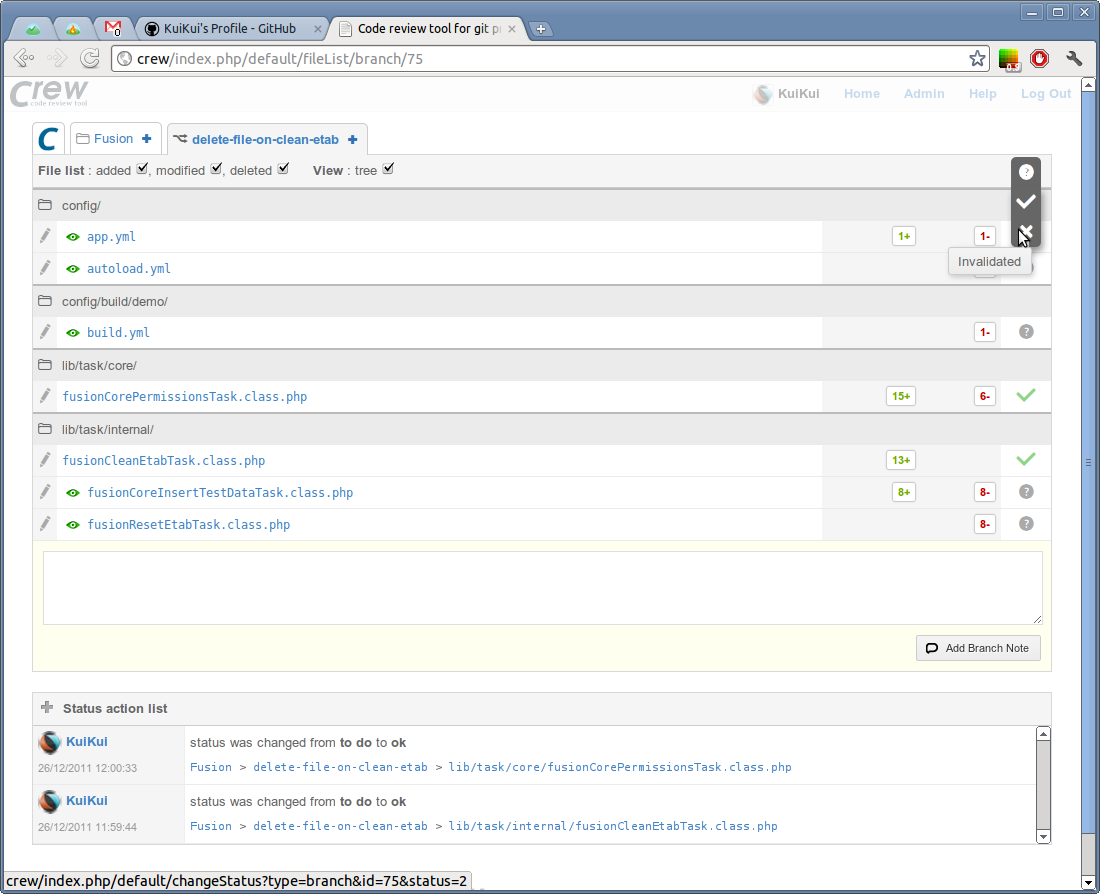 0
KuiKui's Profile - GitHub
Code review tool for git p
crew/index.php/default/fileList/branch/75
0.9
Crew
code review tool
KuiKui Home Admin Help Log Out
C Fusion + delete-file-on-clean-etab +
File list : added , modified , deleted View : tree
?
config/
app.yml 1+ 1-
autoload.yml
Invalidated
config/build/demo/
build.yml 1- ?
lib/task/core/
fusionCorePermissionsTask.class.php 15+ 6-
lib/task/internal/
fusionCleanEtabTask.class.php 13+
fusionCoreInsertTestDataTask.class.php 8+ 8- ?
fusionResetEtabTask.class.php 8- ?
Add Branch Note
Status action list
KuiKui status was changed from to do to ok
26/12/2011 12:00:33 Fusion > delete-file-on-clean-etab > lib/task/core/fusionCorePermissionsTask.class.php
KuiKui status was changed from to do to ok
26/12/2011 11:59:44 Fusion > delete-file-on-clean-etab > lib/task/internal/fusionCleanEtabTask.class.php
crew/index.php/default/changeStatus?type=branch&id=75&status=2